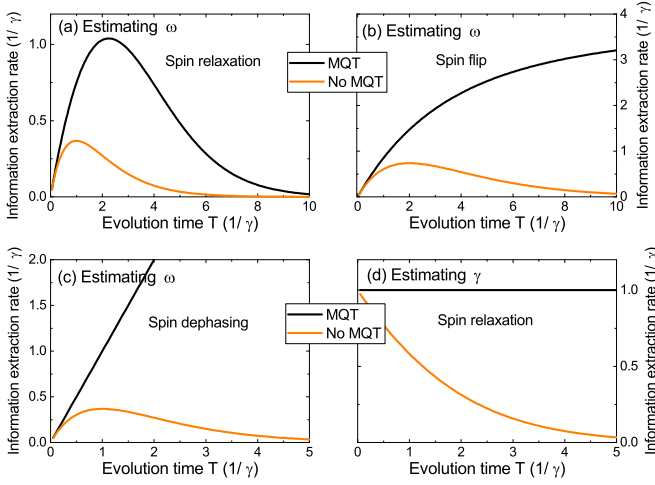 (a) Estimating ω
Spin relaxation
Information extraction rate (1/ γ)
1.0
0.5
0.0
0 2 4 6 8 10
Evolution time T (1/ γ)
MQT
No MQT
(b) Estimating ω
Spin flip
Information extraction rate (1/ γ)
4
3
2
1
0
0 2 4 6 8 10
Evolution time T (1/ γ)
(c) Estimating ω
Spin dephasing
Information extraction rate (1/ γ)
2.0
1.5
1.0
0.5
0.0
0 1 2 3 4 5
Evolution time T (1/ γ)
MQT
No MQT
(d) Estimating γ
Spin relaxation
Information extraction rate (1/ γ)
1.0
0.5
0.0
0 1 2 3 4 5
Evolution time T (1/ γ)